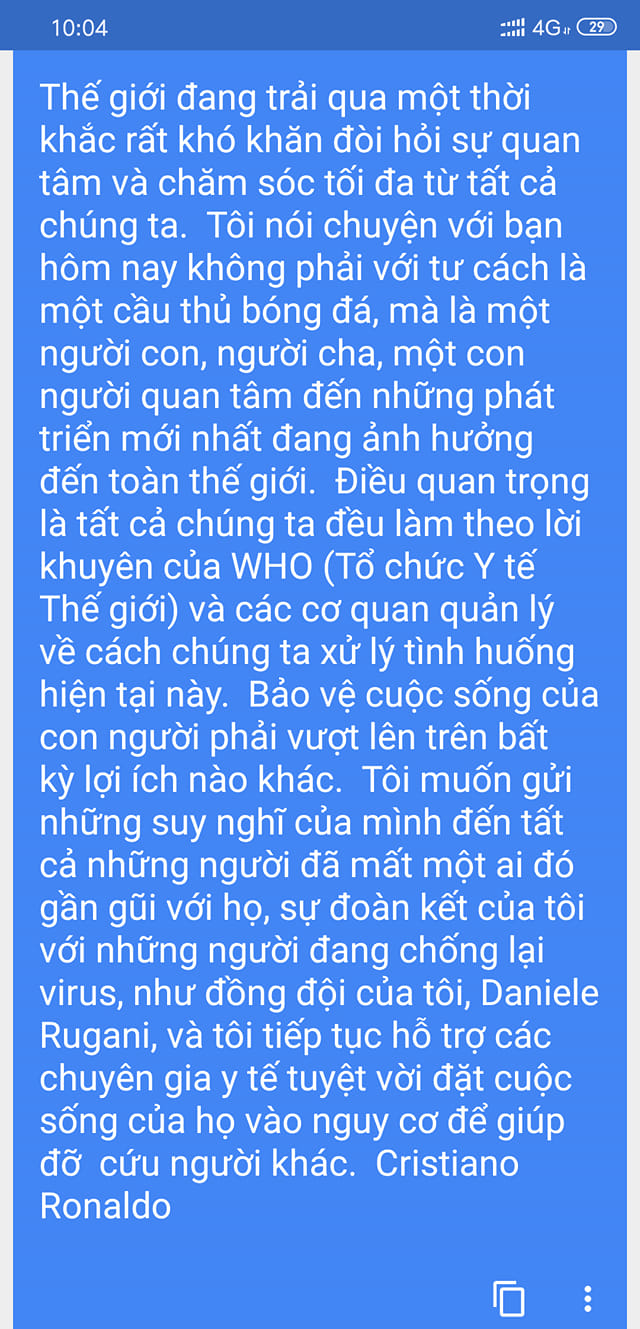 10:04
4G
29
Thế giới đang trải qua một thời
khắc rất khó khăn đòi hỏi sự quan
tâm và chăm sóc tối đa từ tất cả
chúng ta.  Tôi nói chuyện với bạn
hôm nay không phải với tư cách là
một cầu thủ bóng đá, mà là một
người con, người cha, một con
người quan tâm đến những phát
triển mới nhất đang ảnh hưởng
đến toàn thế giới.  Điều quan trọng
là tất cả chúng ta đều làm theo lời
khuyên của WHO (Tổ chức Y tế
Thế giới) và các cơ quan quản lý
về cách chúng ta xử lý tình huống
hiện tại này.  Bảo vệ cuộc sống của
con người phải vượt lên trên bất
kỳ lợi ích nào khác.  Tôi muốn gửi
những suy nghĩ của mình đến tất
cả những người đã mất một ai đó
gần gũi với họ, sự đoàn kết của tôi
với những người đang chống lại
virus, như đồng đội của tôi, Daniele
Rugani, và tôi tiếp tục hỗ trợ các
chuyên gia y tế tuyệt vời đặt cuộc
sống của họ vào nguy cơ để giúp
đỡ  cứu người khác.  Cristiano
Ronaldo